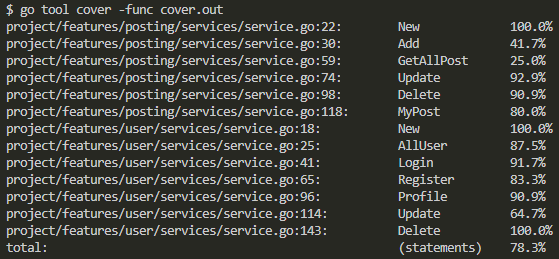 $ go tool cover -func cover.out
project/features/posting/services/service.go:22: New 100.0%
project/features/posting/services/service.go:30: Add 41.7%
project/features/posting/services/service.go:59: GetAllPost 25.0%
project/features/posting/services/service.go:74: Update 92.9%
project/features/posting/services/service.go:98: Delete 90.9%
project/features/posting/services/service.go:118: MyPost 80.0%
project/features/user/services/service.go:18: New 100.0%
project/features/user/services/service.go:25: AllUser 87.5%
project/features/user/services/service.go:41: Login 91.7%
project/features/user/services/service.go:65: Register 83.3%
project/features/user/services/service.go:96: Profile 90.9%
project/features/user/services/service.go:114: Update 64.7%
project/features/user/services/service.go:143: Delete 100.0%
total: (statements) 78.3%